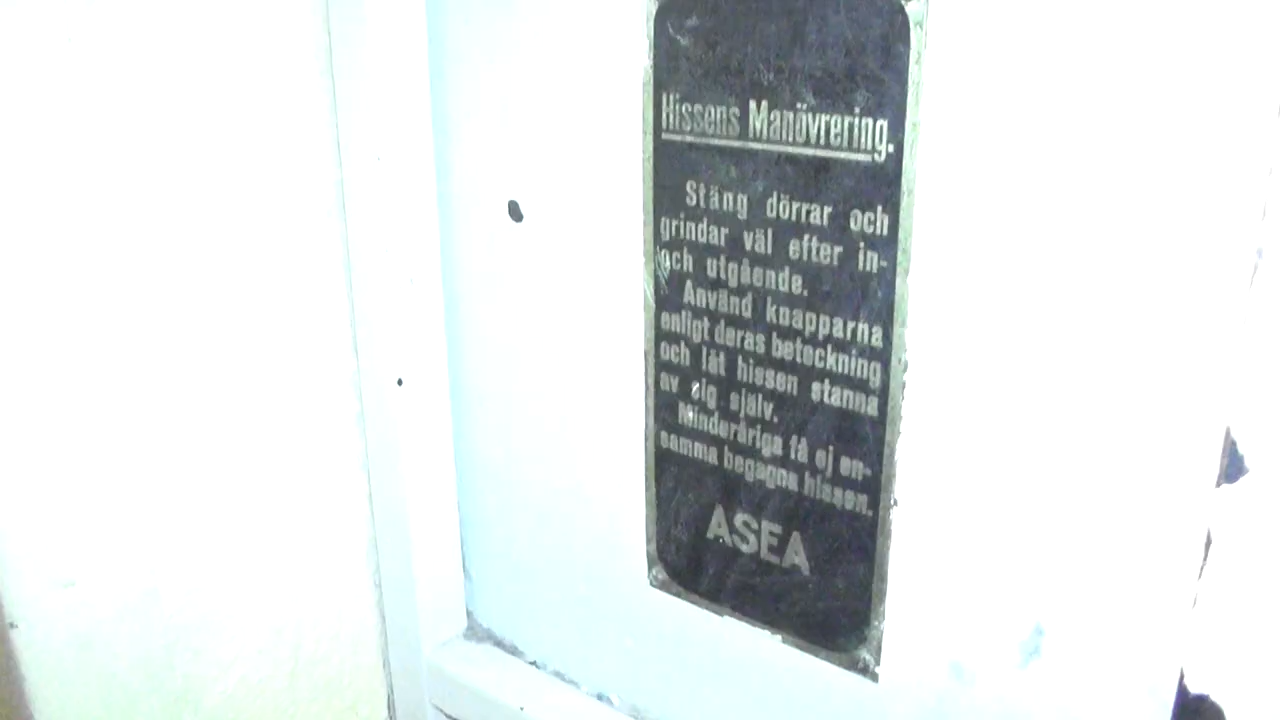 Hissens Manövrering.
Stäng dörrar och
grindar väl efter in-
och utgående.
Använd knapparna
enligt deras beteckning
och låt hissen stanna
av sig själv.
Minderåriga få ej en-
samma begagna hissen.
ASEA